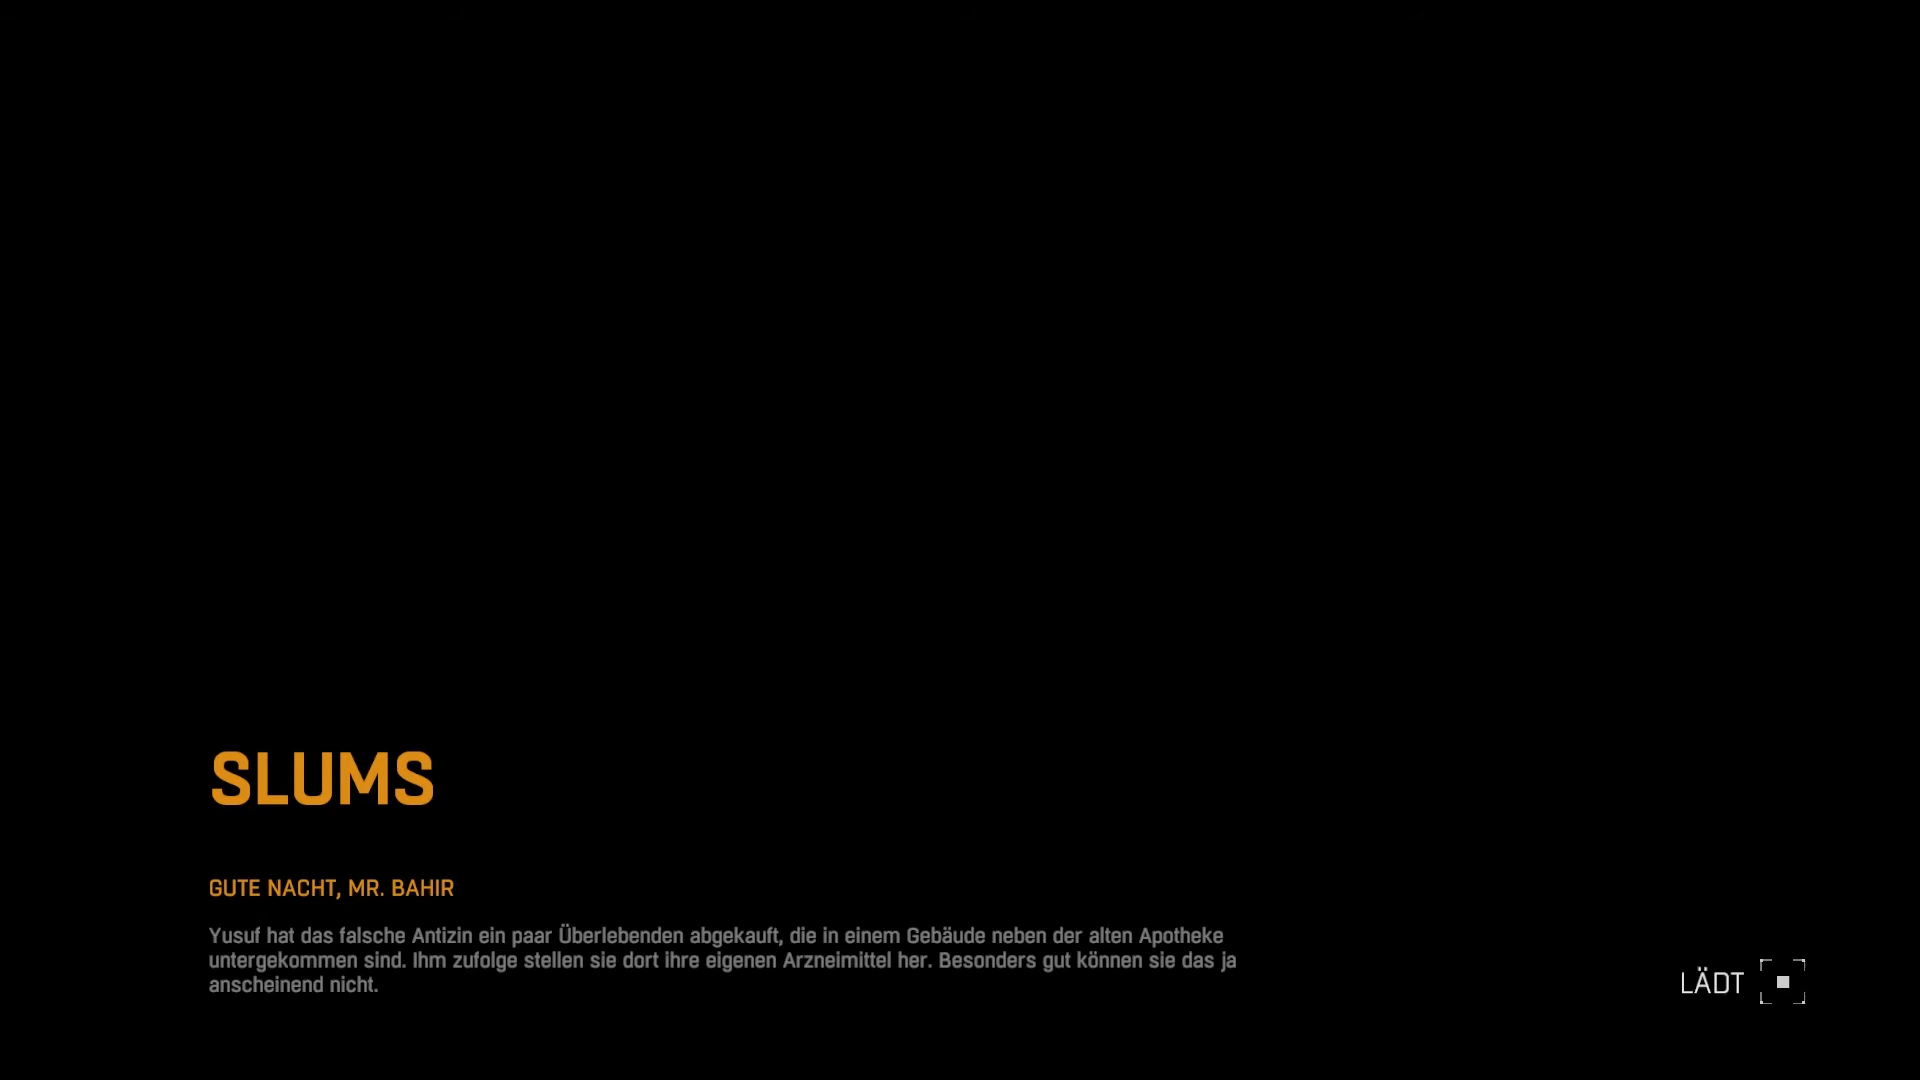 SLUMS
GUTE NACHT, MR. BAHIR
Yusuf hat das falsche Antizin ein paar Überlebenden abgekauft, die in einem Gebäude neben der alten Apotheke
untergekommen sind. Ihm zufolge stellen sie dort ihre eigenen Arzneimittel her. Besonders gut können sie das ja
anscheinend nicht.
LÄDT